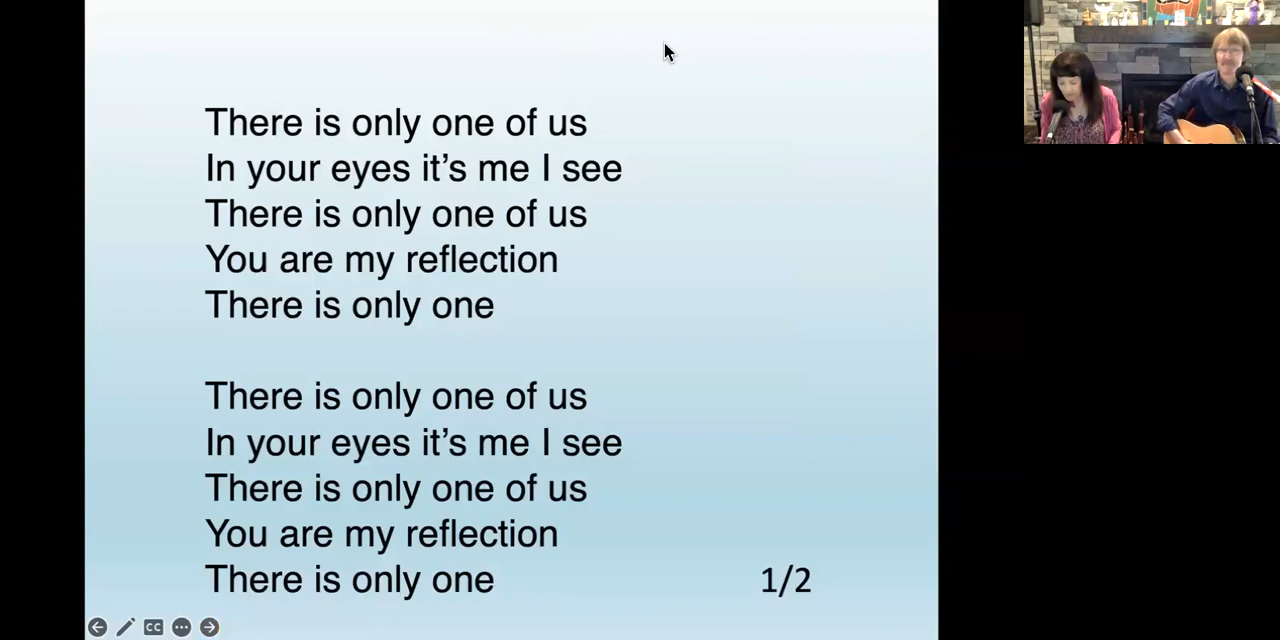 There is only one of us
In your eyes it’s me I see
There is only one of us
You are my reflection
There is only one
There is only one of us
In your eyes it’s me I see
There is only one of us
You are my reflection
There is only one
1/2
CC